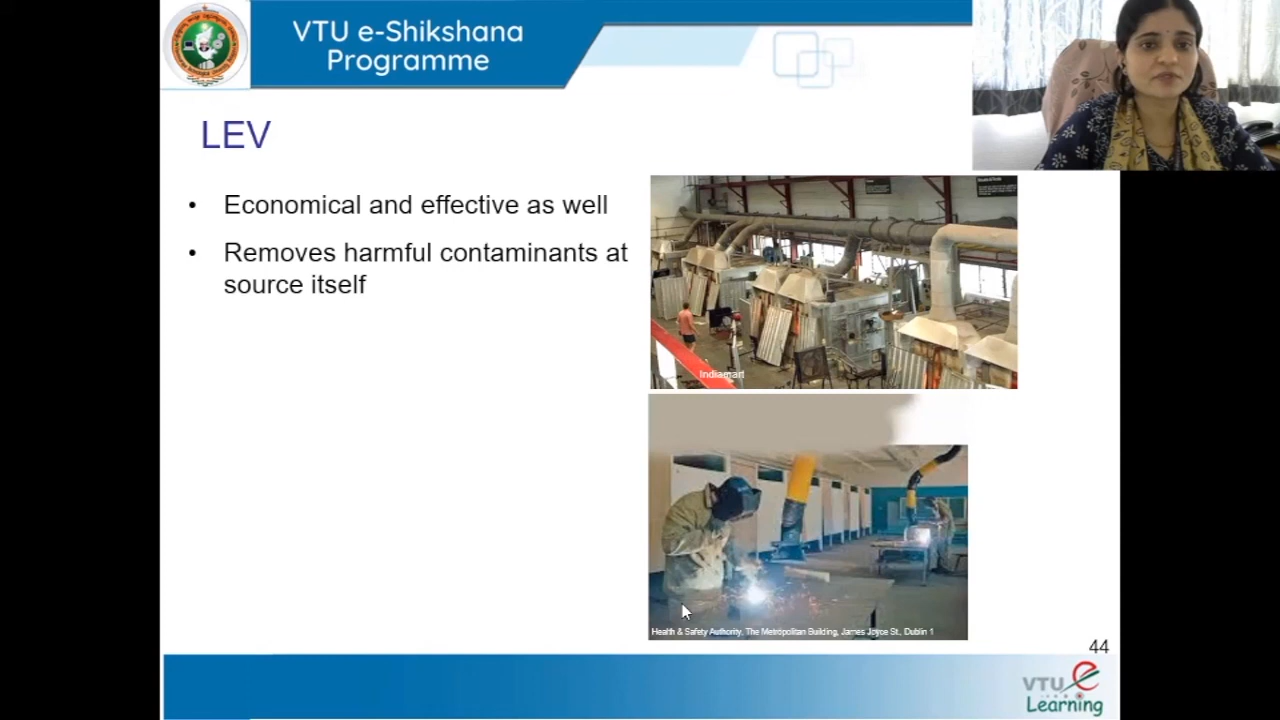 VTU e-Shikshana
Programme
LEV
• Economical and effective as well
• Removes harmful contaminants at
source itself
Indiamart
Health & Safety Authority, The Metropolitan Building, James Joyce St., Dublin 1
44
VTU e
Learning